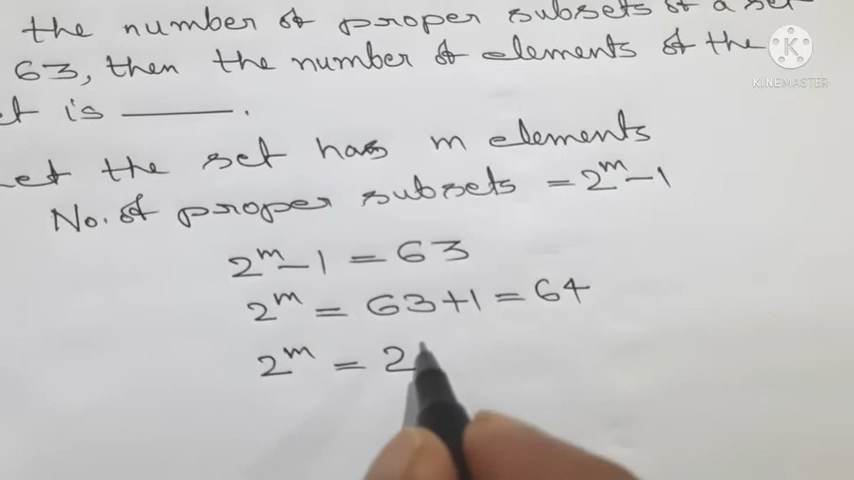 the number of proper subsets of a set
63, then the number of elements of the
is ———.
the set has m elements
No. of proper subsets = 2^m - 1
2^m - 1 = 63
2^m = 63 + 1 = 64
2^m = 2
K
KINEMASTER